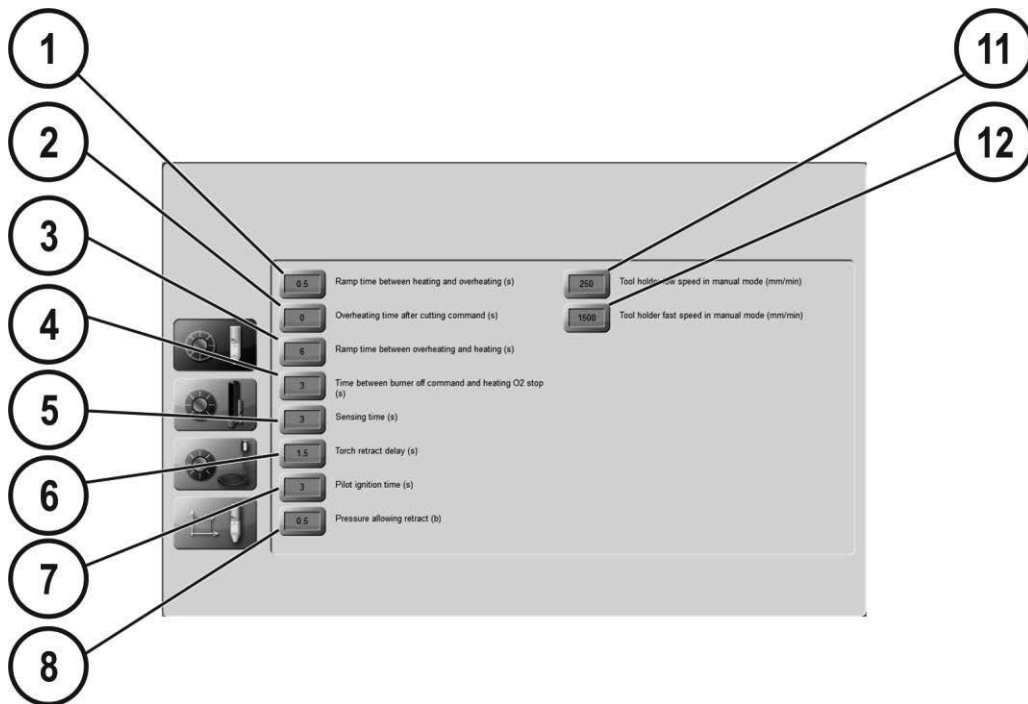 1
2
3
4
5
6
7
8
11
12
0.5 Ramp time between heating and overheating (s)
0 Overheating time after cutting command (s)
6 Ramp time between overheating and heating (s)
3 Time between burner off command and heating O2 stop
(s)
3 Sensing time (s)
1.5 Torch retract delay (s)
3 Pilot ignition time (s)
0.5 Pressure allowing retract (b)
250 Tool holder speed in manual mode (mm/min)
1500 Tool holder fast speed in manual mode (mm/min)